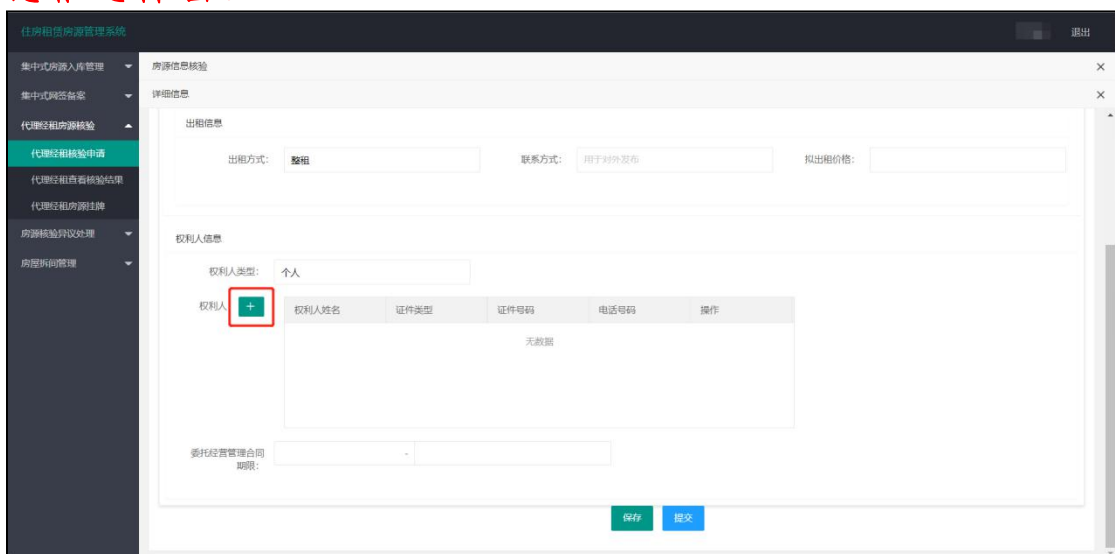 住房租赁房源管理系统
退出
集中式房源入库管理
房源信息核验
集中式网签备案
详细信息
代理经租房源核验
出租信息
代理经租核验申请
出租方式: 整租 联系方式: 用于对外发布 拟出租价格:
代理经租查看核验结果
代理经租房源挂牌
房源核验异议处理
权利人信息
房屋拆间管理
权利人类型: 个人
权利人 +
权利人姓名 证件类型 证件号码 电话号码 操作
无数据
委托经营管理合同
期限: -
保存 提交